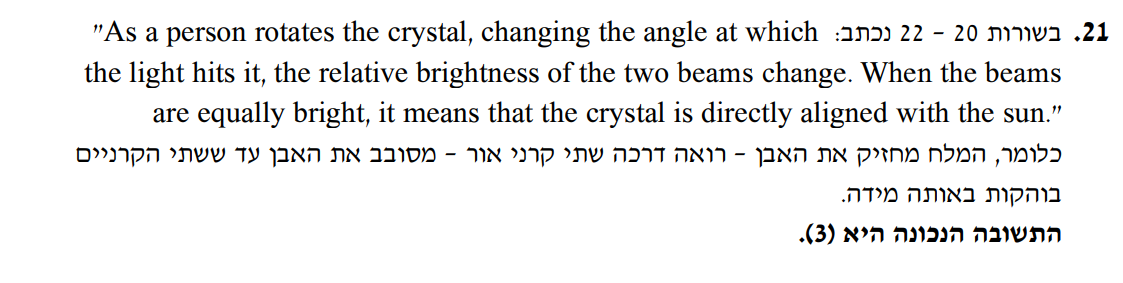 21. בשורות 20 – 22 נכתב: "As a person rotates the crystal, changing the angle at which
the light hits it, the relative brightness of the two beams change. When the beams
are equally bright, it means that the crystal is directly aligned with the sun."
כלומר, המלח מחזיק את האבן – רואה דרכה שתי קרני אור – מסובב את האבן עד ששתי הקרניים
בוהקות באותה מידה.
התשובה הנכונה היא (3).